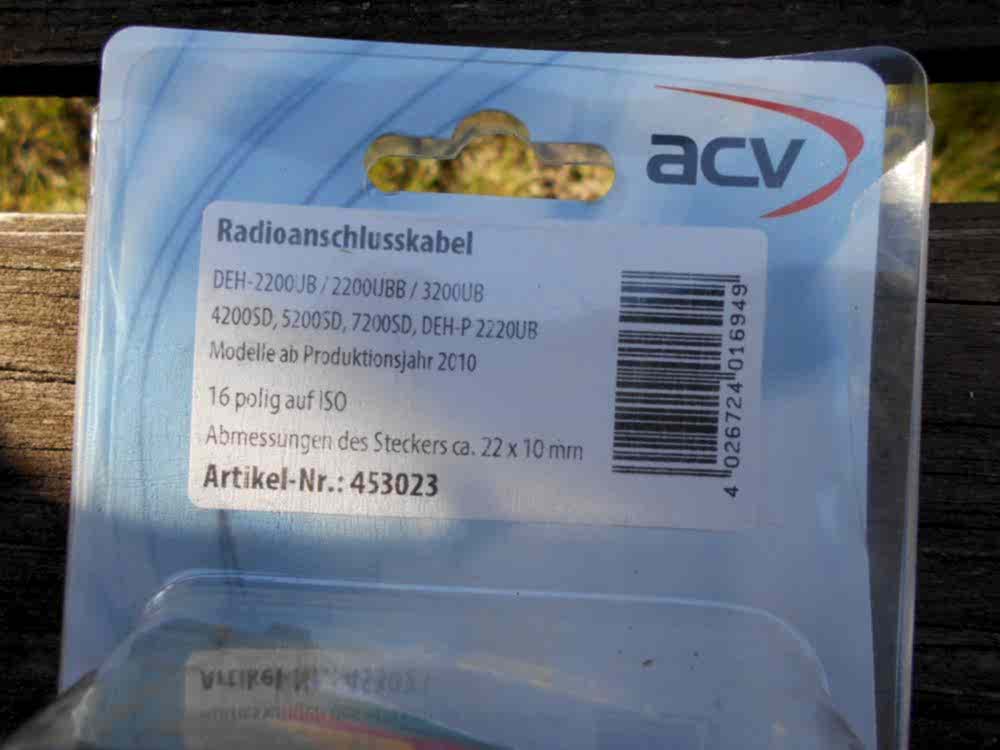 acv
Radioanschlusskabel
DEH-2200UB / 2200UBB / 3200UB
4200SD, 5200SD, 7200SD, DEH-P 2220UB
Modelle ab Produktionsjahr 2010
16 polig auf ISO
Abmessungen des Steckers ca. 22 x 10 mm
Artikel-Nr.: 453023
4 026724 016949